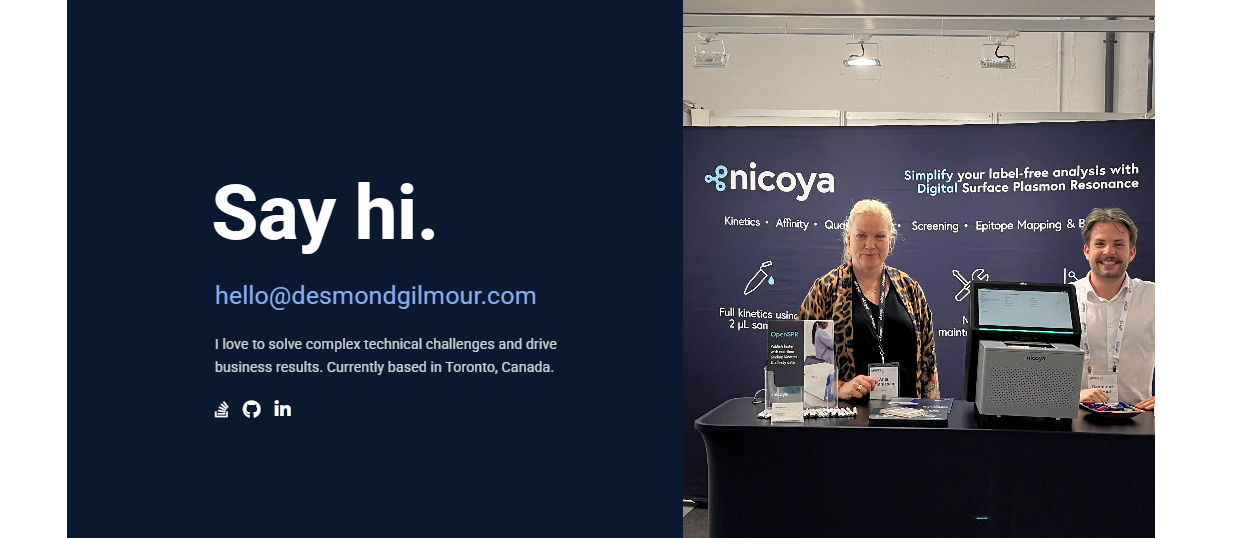 Say hi.
hello@desmondgilmour.com
I love to solve complex technical challenges and drive
business results. Currently based in Toronto, Canada.
nicoya
Simplify your label-free analysis with
Digital Surface Plasmon Resonance
Kinetics • Affinity •
Screening • Epitope Mapping &
Full kinetics using
2 µL
OpenSPR
Publish faster
nicoya